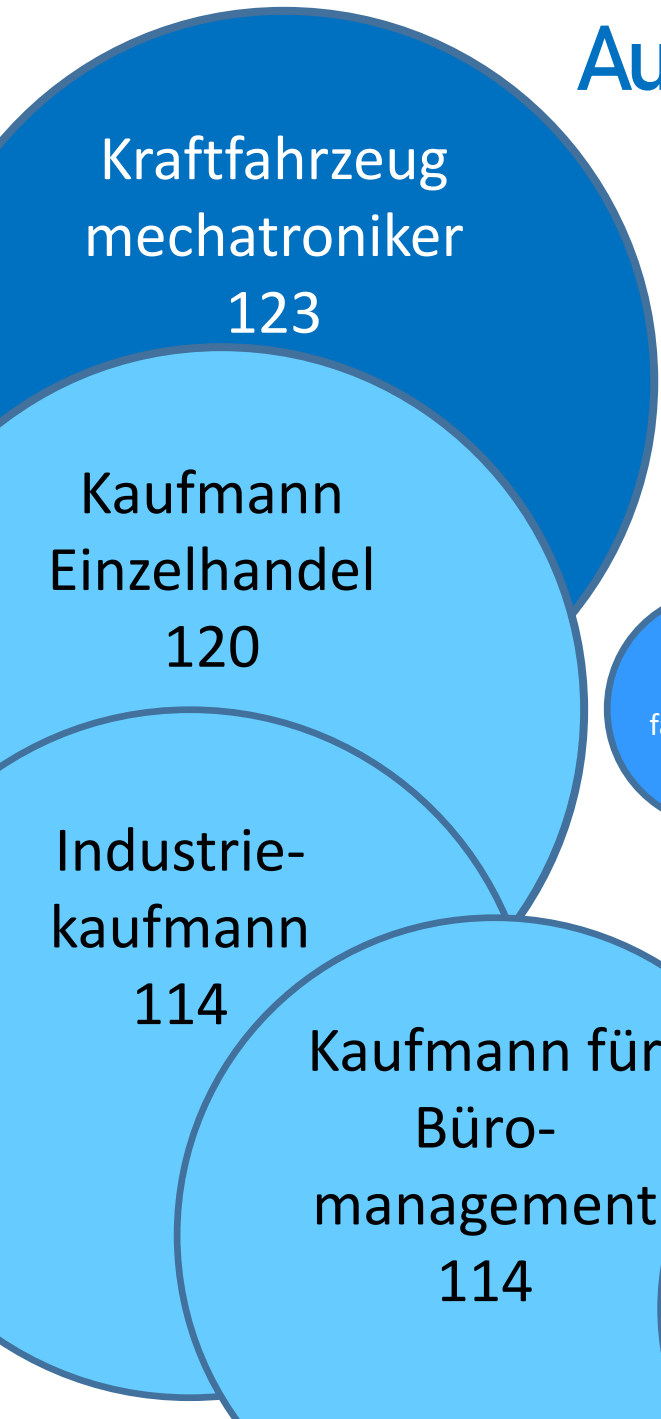 Au
Kraftfahrzeug
mechatroniker
123
Kaufmann
Einzelhandel
120
Industrie-
kaufmann
114
Kaufmann für
Büro-
management
114